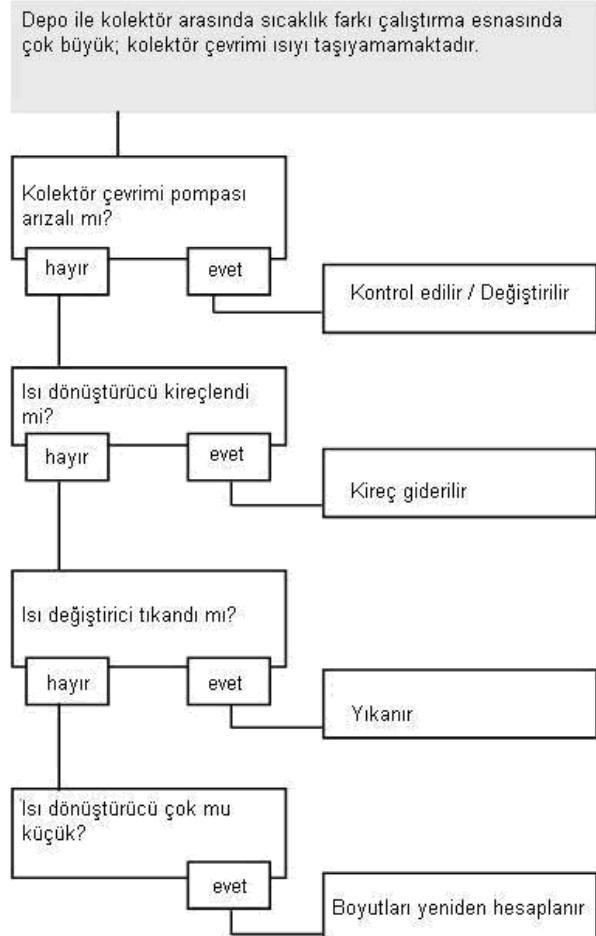 Depo ile kolektör arasında sıcaklık farkı çalıştırma esnasında
çok büyük; kolektör çevrimi ısıyı taşıyamamaktadır.
Kolektör çevrimi pompası
arızalı mı?
hayır
evet
Kontrol edilir / Değiştirilir
Isı dönüştürücü kireçlendi
mi?
hayır
evet
Kireç giderilir
Isı değiştirici tıkandı mı?
hayır
evet
Yıkanır
Isı dönüştürücü çok mu
küçük?
evet
Boyutları yeniden hesaplanır